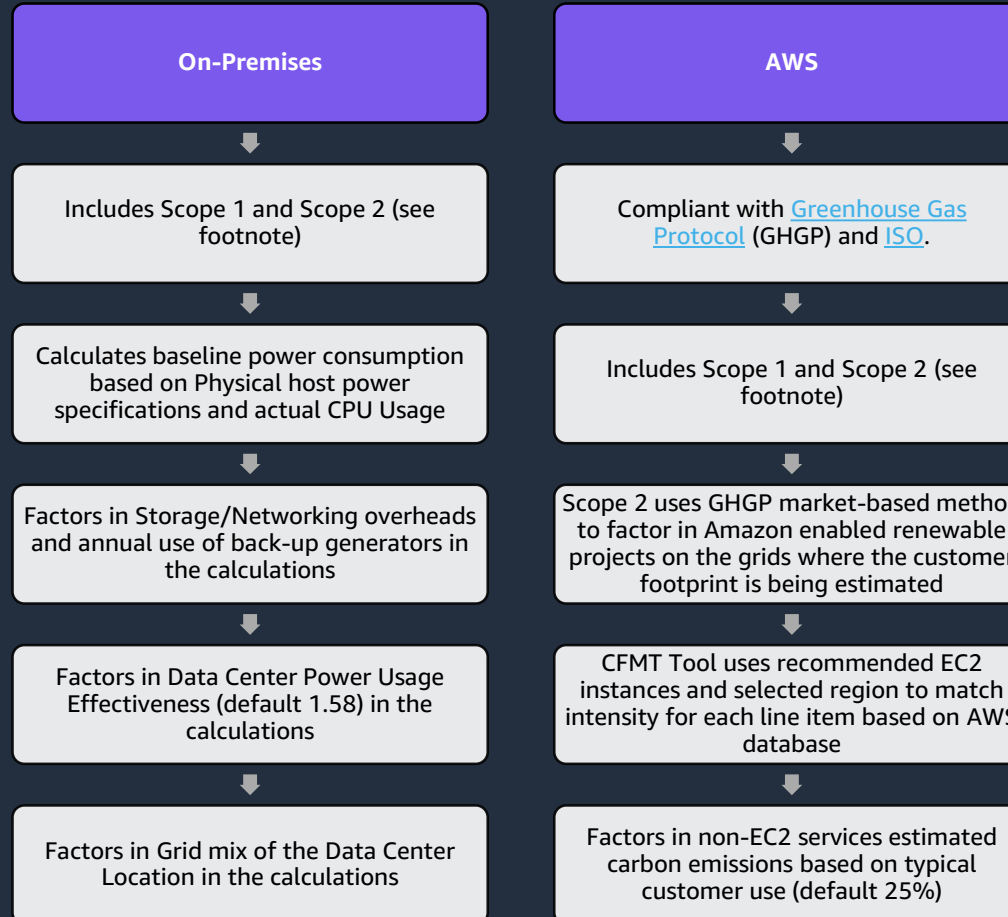 On-Premises
Includes Scope 1 and Scope 2 (see
footnote)
Calculates baseline power consumption
based on Physical host power
specifications and actual CPU Usage
Factors in Storage/Networking overheads
and annual use of back-up generators in
the calculations
Factors in Data Center Power Usage
Effectiveness (default 1.58) in the
calculations
Factors in Grid mix of the Data Center
Location in the calculations
AWS
Compliant with Greenhouse Gas
Protocol (GHGP) and ISO.
Includes Scope 1 and Scope 2 (see
footnote)
Scope 2 uses GHGP market-based metho
to factor in Amazon enabled renewable
projects on the grids where the customer
footprint is being estimated
CFMT Tool uses recommended EC2
instances and selected region to match
intensity for each line item based on AWS
database
Factors in non-EC2 services estimated
carbon emissions based on typical
customer use (default 25%)